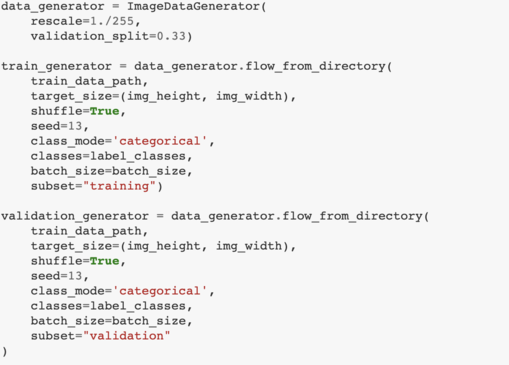 data_generator = ImageDataGenerator(
    rescale=1./255,
    validation_split=0.33)

train_generator = data_generator.flow_from_directory(
    train_data_path,
    target_size=(img_height, img_width),
    shuffle=True,
    seed=13,
    class_mode='categorical',
    classes=label_classes,
    batch_size=batch_size,
    subset="training")

validation_generator = data_generator.flow_from_directory(
    train_data_path,
    target_size=(img_height, img_width),
    shuffle=True,
    seed=13,
    class_mode='categorical',
    classes=label_classes,
    batch_size=batch_size,
    subset="validation"
)